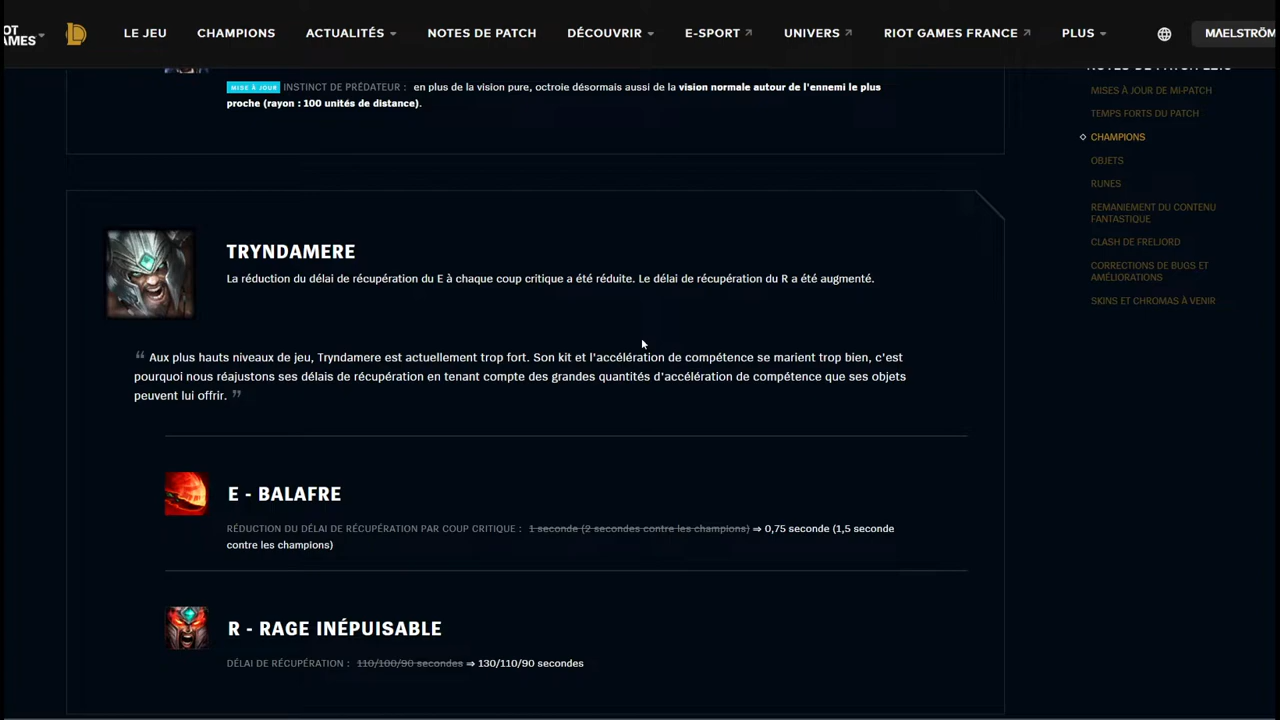 LE JEU CHAMPIONS ACTUALITÉS NOTES DE PATCH DÉCOUVRIR E-SPORT UNIVERS RIOT GAMES FRANCE PLUS MAELSTRÖM
MISE À JOUR INSTINCT DE PRÉDATEUR : en plus de la vision pure, octroie désormais aussi de la vision normale autour de l'ennemi le plus
proche (rayon : 100 unités de distance).
TRYNDAMERE
La réduction du délai de récupération du E à chaque coup critique a été réduite. Le délai de récupération du R a été augmenté.
“ Aux plus hauts niveaux de jeu, Tryndamere est actuellement trop fort. Son kit et l'accélération de compétence se marient trop bien, c'est
pourquoi nous réajustons ses délais de récupération en tenant compte des grandes quantités d'accélération de compétence que ses objets
peuvent lui offrir. ”
E - BALAFRE
RÉDUCTION DU DÉLAI DE RÉCUPÉRATION PAR COUP CRITIQUE : 1 seconde (2 secondes contre les champions) ⇒ 0,75 seconde (1,5 seconde
contre les champions)
R - RAGE INÉPUISABLE
DÉLAI DE RÉCUPÉRATION : 110/100/90 secondes ⇒ 130/110/90 secondes
MISES À JOUR DE MI-PATCH
TEMPS FORTS DU PATCH
CHAMPIONS
OBJETS
RUNES
REMANIEMENT DU CONTENU
FANTASTIQUE
CLASH DE FRELJORD
CORRECTIONS DE BUGS ET
AMÉLIORATIONS
SKINS ET CHROMAS À VENIR